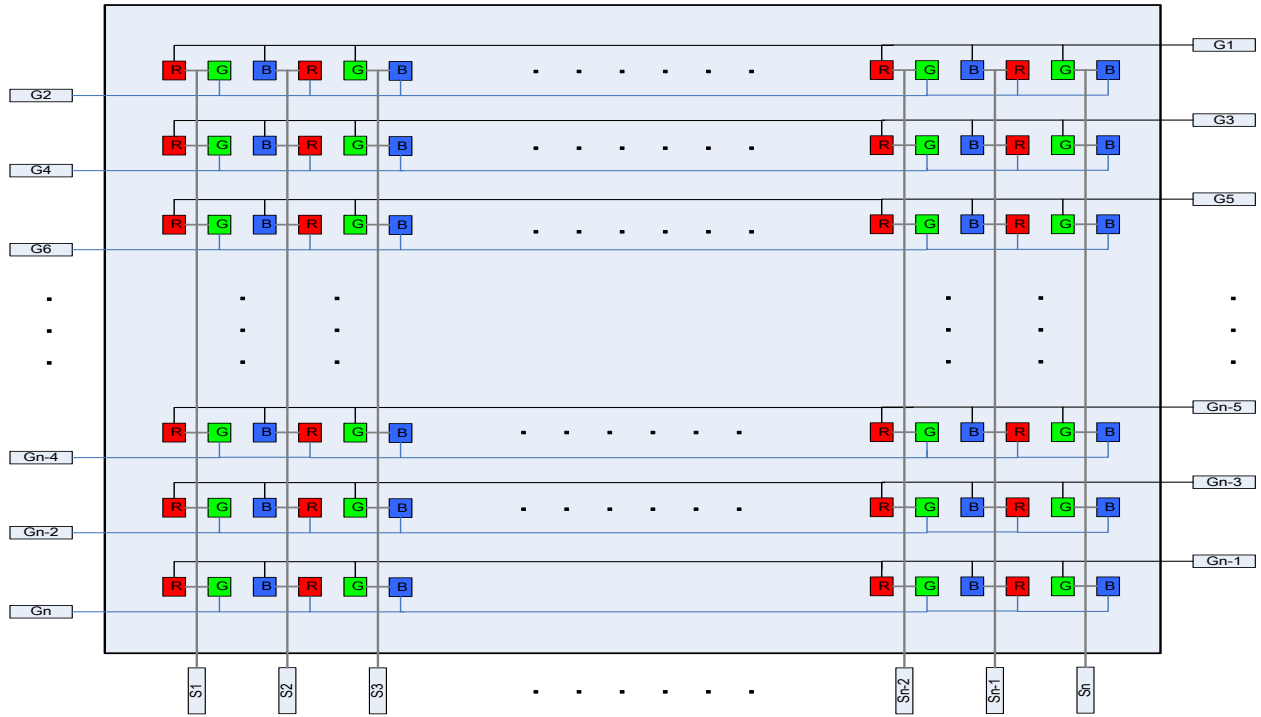 G1
R G B R G B R G B R G B
G2
G3
R G B R G B R G B R G B
G4
G5
R G B R G B R G B R G B
G6
Gn-5
R G B R G B R G B R G B
Gn-4
Gn-3
R G B R G B R G B R G B
Gn-2
Gn-1
R G B R G B R G B R G B
Gn
S1 S2 S3 Sn-2 Sn-1 Sn